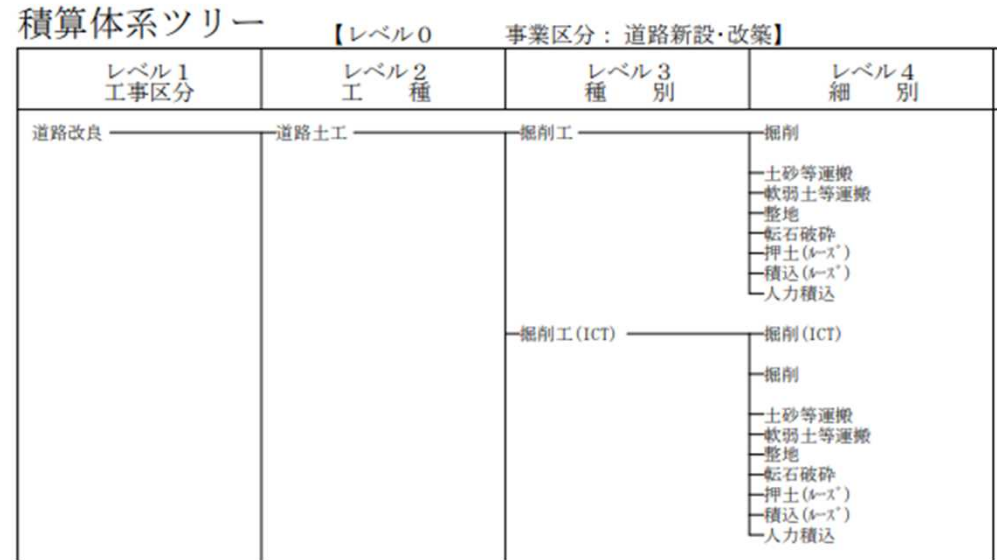 積算体系ツリー
【レベル0 事業区分：道路新設・改築】
レベル1 レベル2 レベル3 レベル4
工事区分 工種 種別 細別
道路改良 道路土工 掘削工 掘削
土砂等運搬
軟弱土等運搬
整地
転石破砕
押土(ﾙｰｽﾞ)
積込(ﾙｰｽﾞ)
人力積込
掘削工(ICT) 掘削(ICT)
掘削
土砂等運搬
軟弱土等運搬
整地
転石破砕
押土(ﾙｰｽﾞ)
積込(ﾙｰｽﾞ)
人力積込